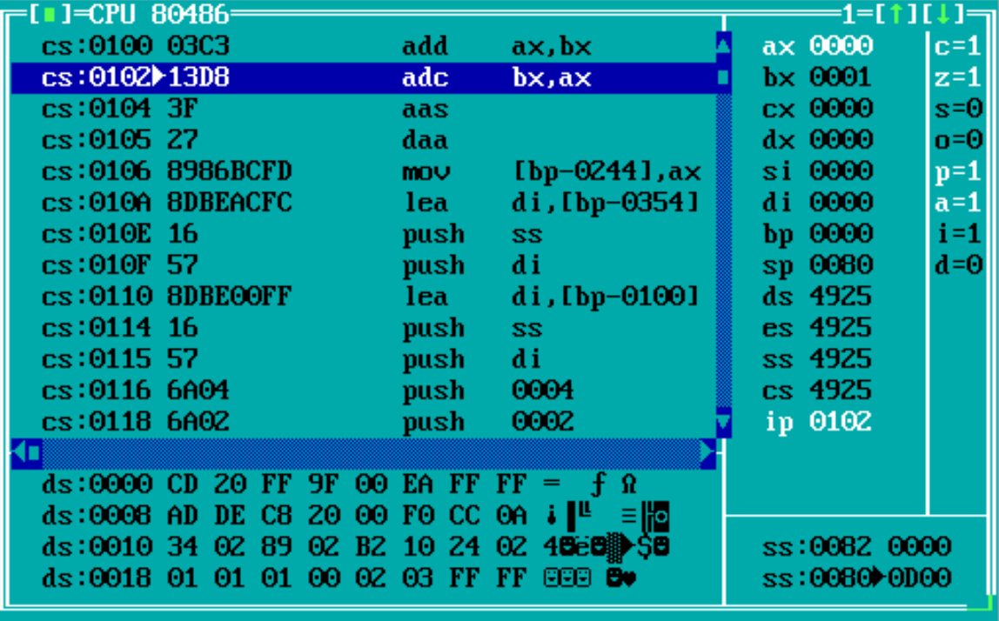 [■]=CPU 80486 1=[↑][↓]
cs:0100 03C3 add ax,bx ax 0000 c=1
cs:0102►13D8 adc bx,ax bx 0001 z=1
cs:0104 3F aas cx 0000 s=0
cs:0105 27 daa dx 0000 o=0
cs:0106 8986BCFD mov [bp-0244],ax si 0000 p=1
cs:010A 8DBEACFC lea di,[bp-0354] di 0000 a=1
cs:010E 16 push ss bp 0000 i=1
cs:010F 57 push di sp 0080 d=0
cs:0110 8DBE00FF lea di,[bp-0100] ds 4925
cs:0114 16 push ss es 4925
cs:0115 57 push di ss 4925
cs:0116 6A04 push 0004 cs 4925
cs:0118 6A02 push 0002 ip 0102
ds:0000 CD 20 FF 9F 00 EA FF FF = ƒ Ω
ds:0008 AD DE C8 20 00 F0 CC 0A ¡▐╚ ≡╠◙
ds:0010 34 02 89 02 B2 10 24 02 4☻ë☻▓►$☻ ss:0082 0000
ds:0018 01 01 01 00 02 03 FF FF ☺☺☺ ☻♥ ss:0080►0D00